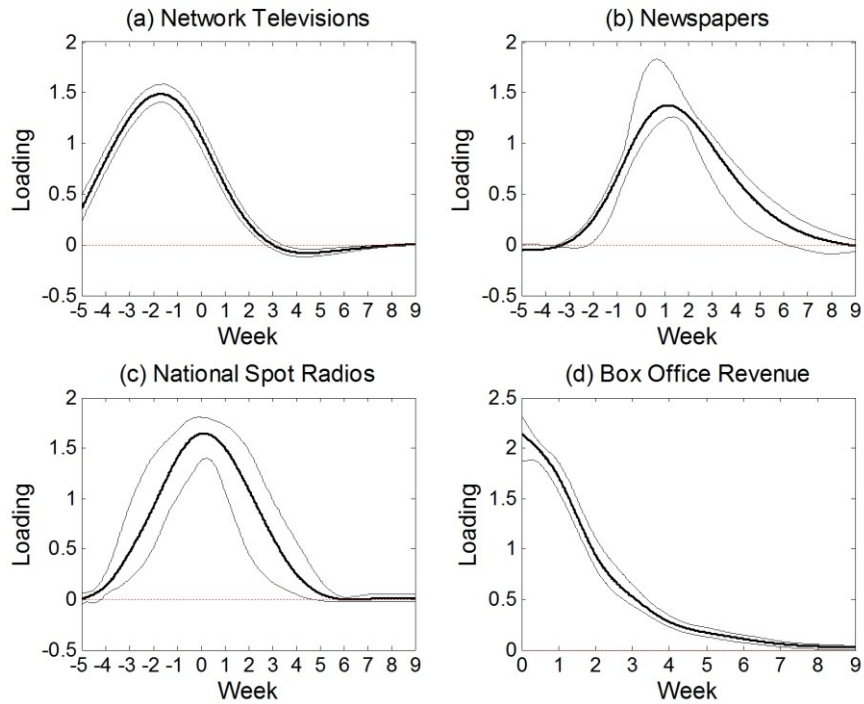 (a) Network Televisions
2
1.5
1
0.5
0
-0.5
Loading
-5 -4 -3 -2 -1 0 1 2 3 4 5 6 7 8 9
Week
(b) Newspapers
2
1.5
1
0.5
0
-0.5
Loading
-5 -4 -3 -2 -1 0 1 2 3 4 5 6 7 8 9
Week
(c) National Spot Radios
2
1.5
1
0.5
0
-0.5
Loading
-5 -4 -3 -2 -1 0 1 2 3 4 5 6 7 8 9
Week
(d) Box Office Revenue
2.5
2
1.5
1
0.5
0
Loading
0 1 2 3 4 5 6 7 8 9
Week